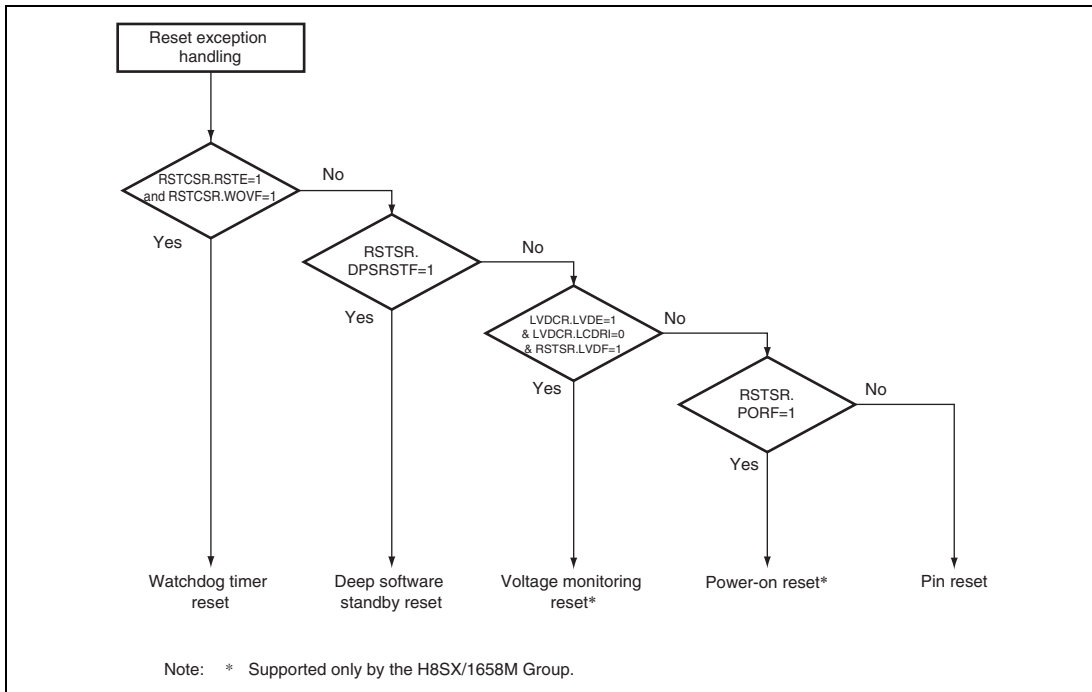 Reset exception
handling
RSTCSR.RSTE=1
and RSTCSR.WOVF=1
No
Yes
RSTSR.
DPSRSTF=1
No
Yes
LVDCR.LVDE=1
& LVDCR.LCDRI=0
& RSTSR.LVDF=1
No
Yes
RSTSR.
PORF=1
No
Yes
Watchdog timer
reset
Deep software
standby reset
Voltage monitoring
reset*
Power-on reset*
Pin reset
Note: * Supported only by the H8SX/1658M Group.